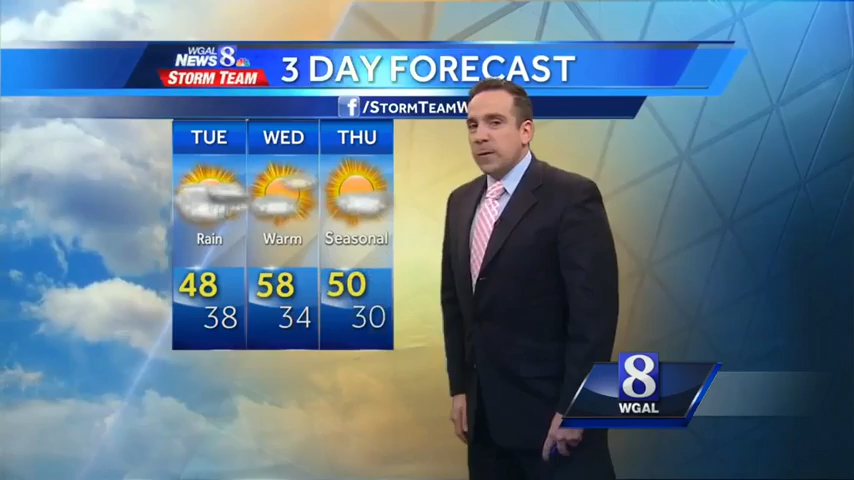 WGAL
NEWS 8
STORM TEAM
3 DAY FORECAST
/STORMTEAMW
TUE WED THU
Rain Warm Seasonal
48 58 50
38 34 30
8
WGAL